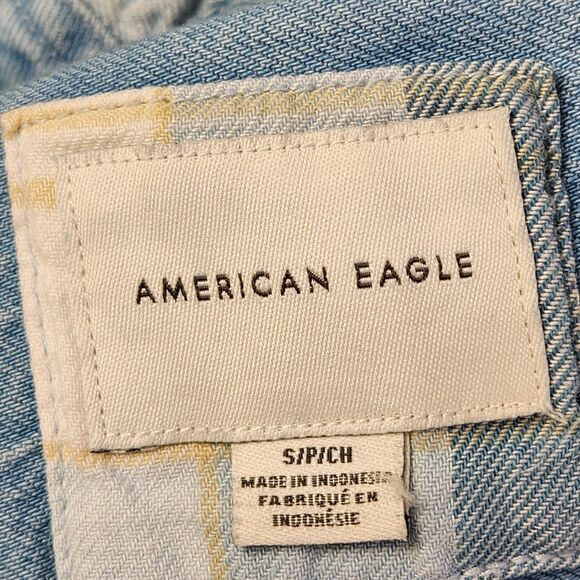 AMERICAN EAGLE
S/P/CH
MADE IN INDONESIA
FABRIQUÉ EN
INDONÉSIE